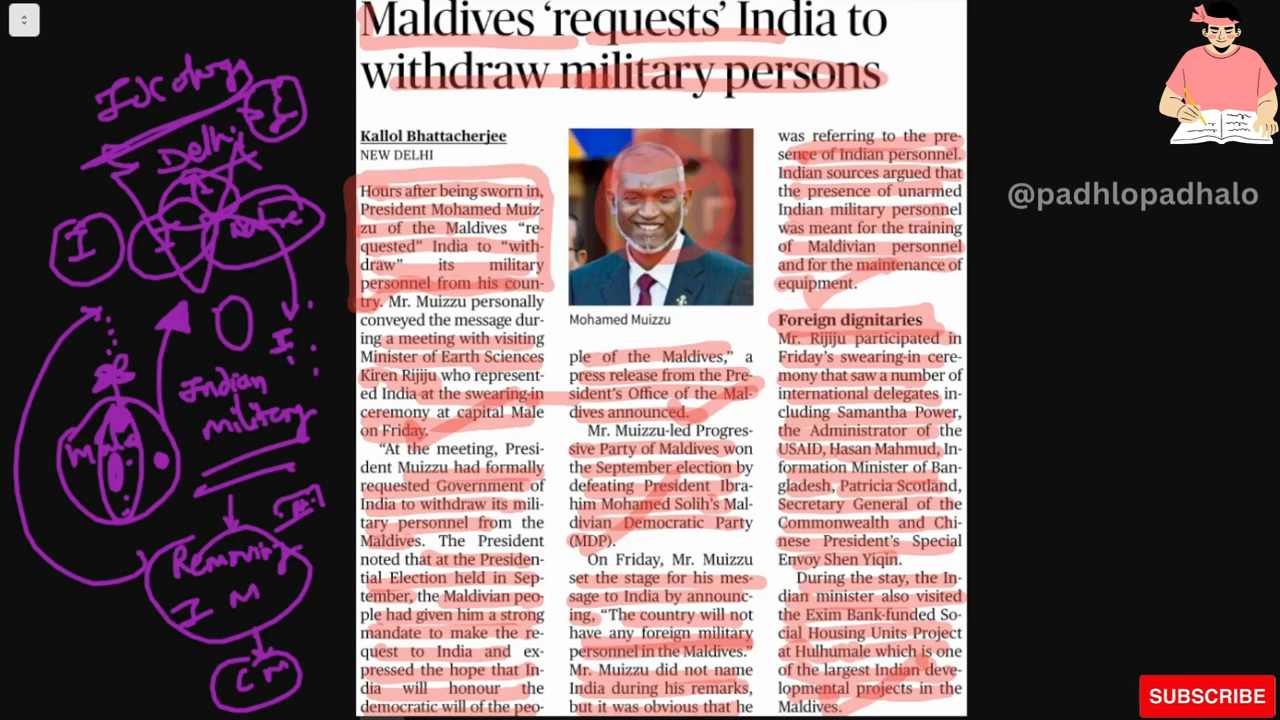 Maldives ‘requests’ India to
withdraw military persons
Kallol Bhattacherjee
NEW DELHI
Hours after being sworn in,
President Mohamed Muiz-
zu of the Maldives “re-
quested” India to “with-
draw” its military
personnel from his coun-
try. Mr. Muizzu personally
conveyed the message dur-
ing a meeting with visiting
Minister of Earth Sciences
Kiren Rijiju who represent-
ed India at the swearing-in
ceremony at capital Male
on Friday.
“At the meeting, Presi-
dent Muizzu had formally
requested Government of
India to withdraw its mili-
tary personnel from the
Maldives. The President
noted that at the Presiden-
tial Election held in Sep-
tember, the Maldivian peo-
ple had given him a strong
mandate to make the re-
quest to India and ex-
pressed the hope that In-
dia will honour the
democratic will of the peo-
Mohamed Muizzu
ple of the Maldives,” a
press release from the Pre-
sident’s Office of the Mal-
dives announced.
Mr. Muizzu-led Progres-
sive Party of Maldives won
the September election by
defeating President Ibra-
him Mohamed Solih’s Mal-
divian Democratic Party
(MDP).
On Friday, Mr. Muizzu
set the stage for his mes-
sage to India by announc-
ing, “The country will not
have any foreign military
personnel in the Maldives.”
Mr. Muizzu did not name
India during his remarks,
but it was obvious that he
was referring to the pre-
sence of Indian personnel.
Indian sources argued that
the presence of unarmed
Indian military personnel
was meant for the training
of Maldivian personnel
and for the maintenance of
equipment.
Foreign dignitaries
Mr. Rijiju participated in
Friday’s swearing-in cere-
mony that saw a number of
international delegates in-
cluding Samantha Power,
the Administrator of the
USAID, Hasan Mahmud, In-
formation Minister of Ban-
gladesh, Patricia Scotland,
Secretary General of the
Commonwealth and Chi-
nese President’s Special
Envoy Shen Yiqin.
During the stay, the In-
dian minister also visited
the Exim Bank-funded So-
cial Housing Units Project
at Hulhumale which is one
of the largest Indian deve-
lopmental projects in the
Maldives.
Delhi
I
I
Indian
military
Removing
I M
C M
@padhlopadhalo
SUBSCRIBE